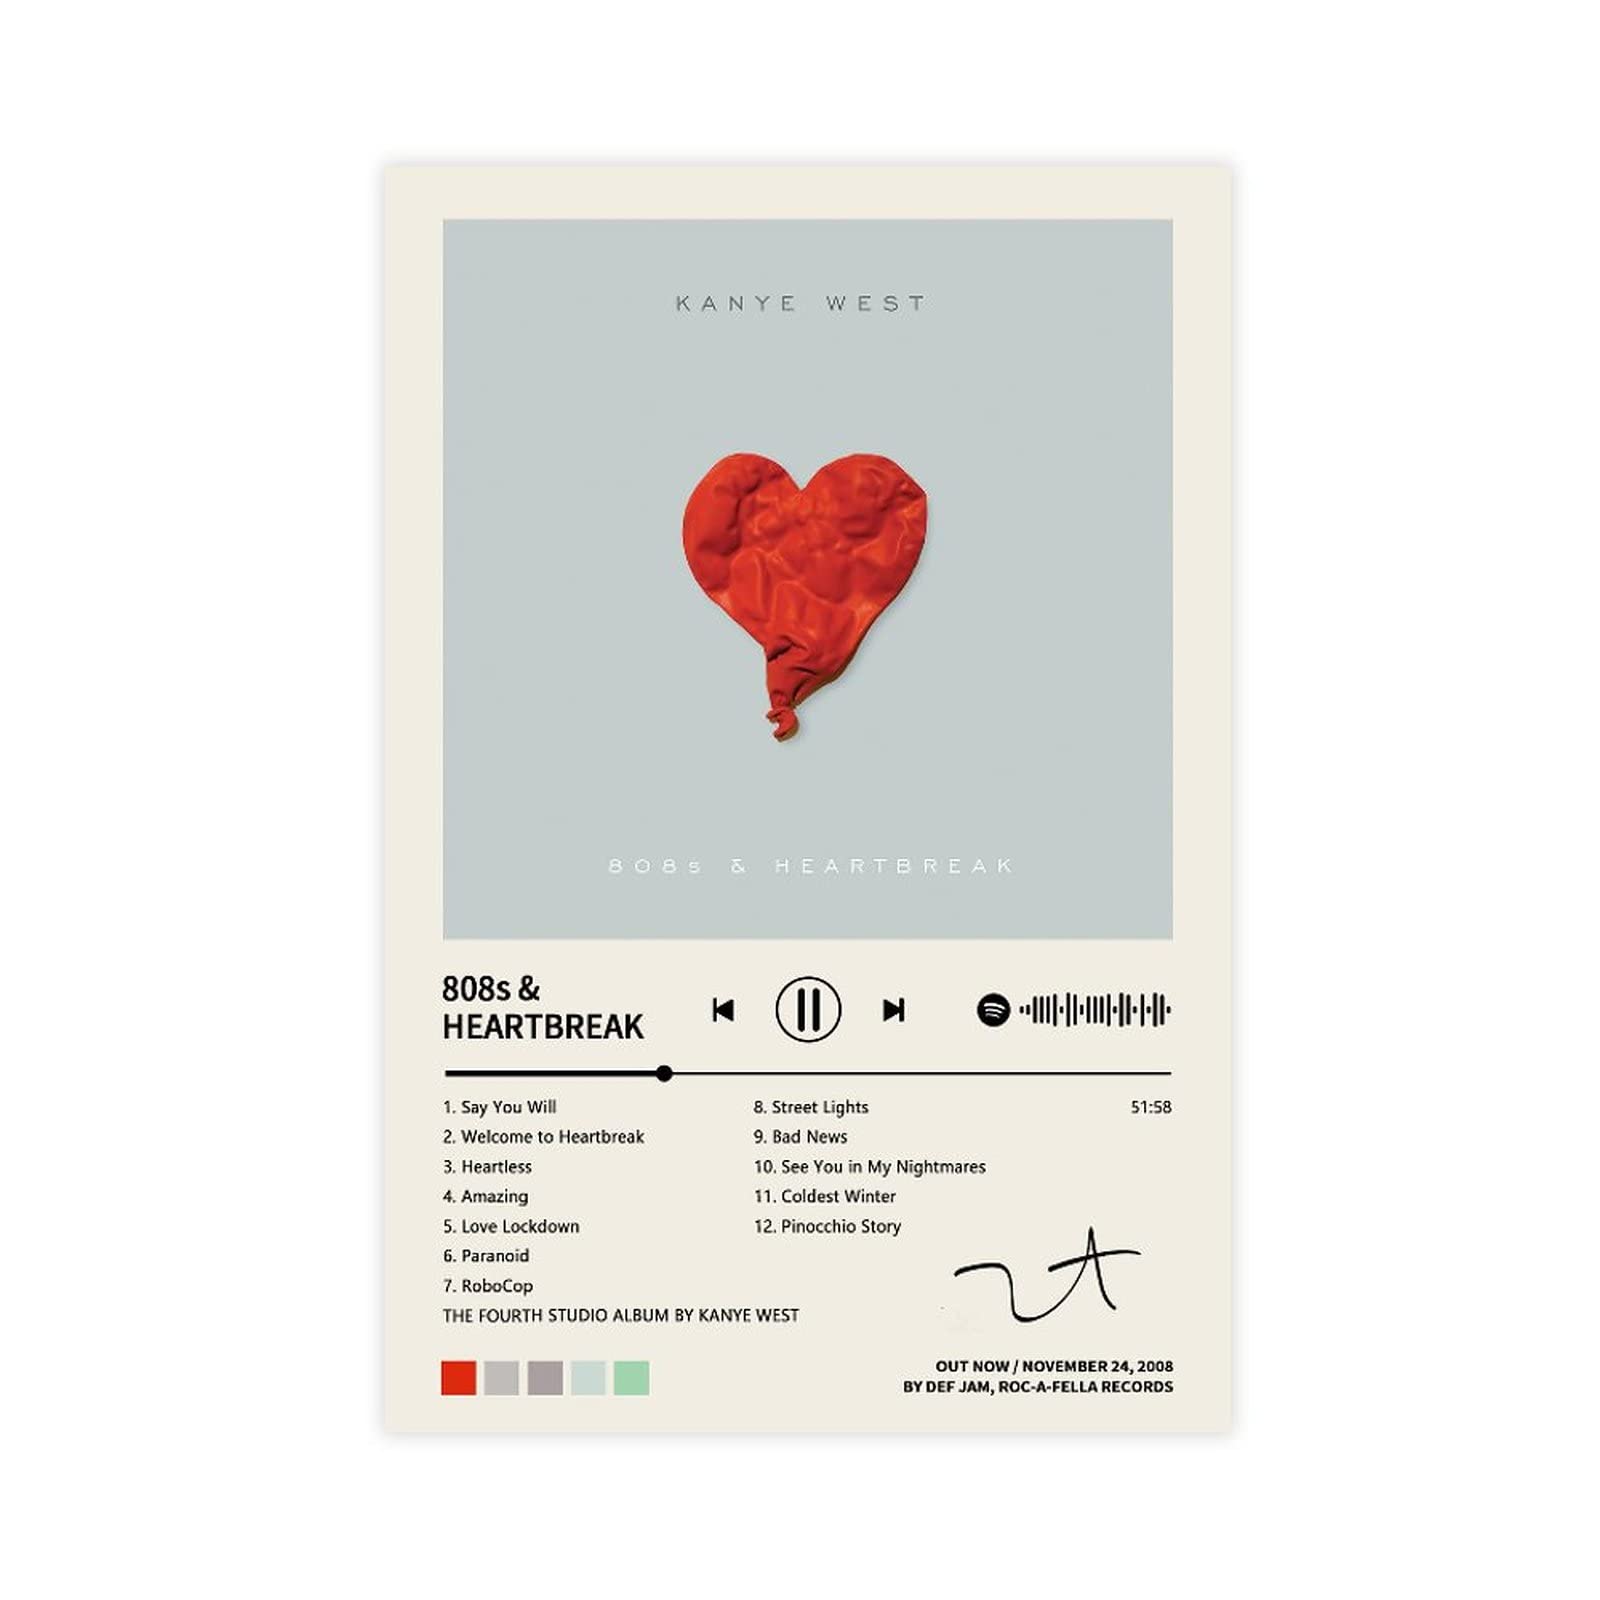 KANYE WEST
808s & HEARTBREAK
808s &
HEARTBREAK
1. Say You Will
2. Welcome to Heartbreak
3. Heartless
4. Amazing
5. Love Lockdown
6. Paranoid
7. RoboCop
8. Street Lights
9. Bad News
10. See You in My Nightmares
11. Coldest Winter
12. Pinocchio Story
51:58
THE FOURTH STUDIO ALBUM BY KANYE WEST
OUT NOW / NOVEMBER 24, 2008
BY DEF JAM, ROC-A-FELLA RECORDS